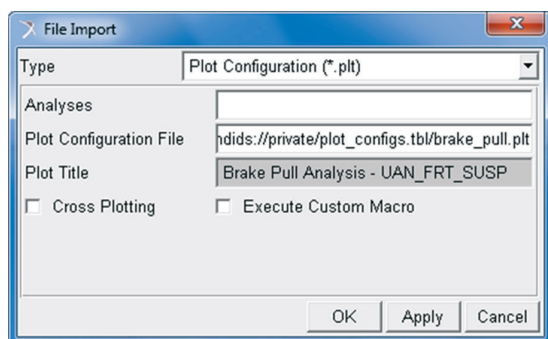 File Import
Type Plot Configuration (*.plt)
Analyses
Plot Configuration File ndids://private/plot_configs.tbl/brake_pull.plt
Plot Title Brake Pull Analysis - UAN_FRT_SUSP
Cross Plotting Execute Custom Macro
OK Apply Cancel